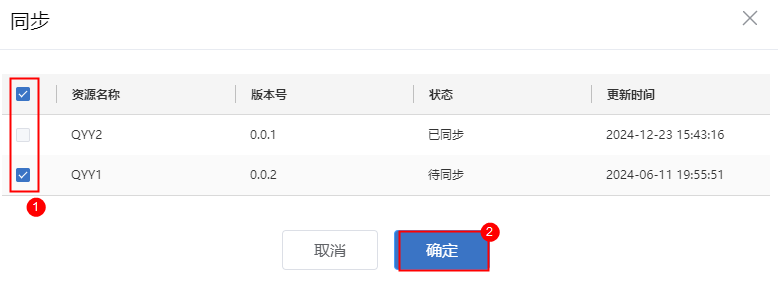 同步
资源名称 版本号 状态 更新时间
QYY2 0.0.1 已同步 2024-12-23 15:43:16
QYY1 0.0.2 待同步 2024-06-11 19:55:51
1
2
取消 确定